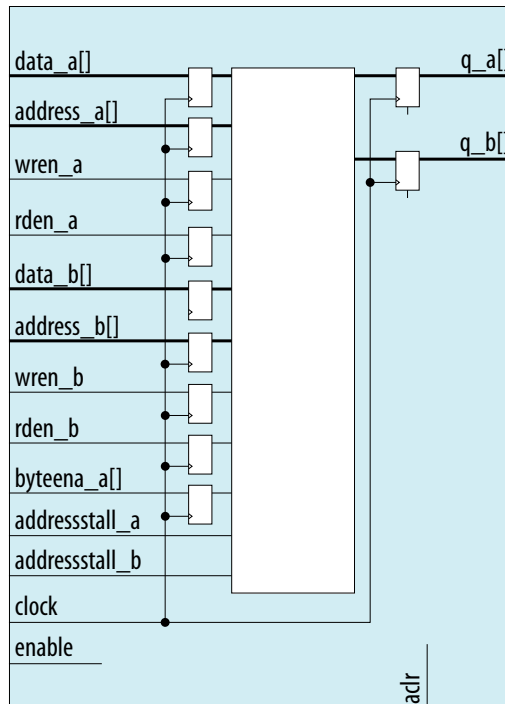 data_a[]
address_a[]
wren_a
rden_a
data_b[]
address_b[]
wren_b
rden_b
byteena_a[]
addressstall_a
addressstall_b
clock
enable
q_a[]
q_b[]
aclr